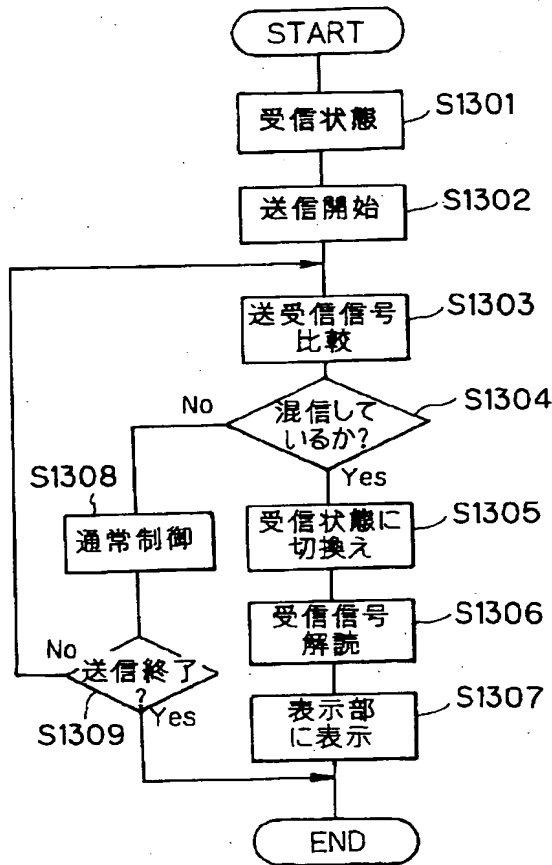 START
受信状態
S1301
送信開始
S1302
送受信信号
比較
S1303
混信して
いるか?
S1304
No
Yes
S1308
通常制御
受信状態に
切換え
S1305
受信信号
解読
S1306
No
送信終了
?
Yes
S1309
表示部
に表示
S1307
END